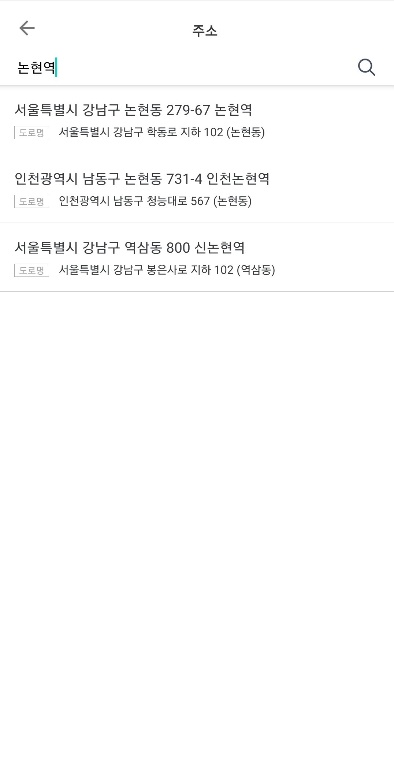 주소
논현역
서울특별시 강남구 논현동 279-67 논현역
도로명 서울특별시 강남구 학동로 지하 102 (논현동)
인천광역시 남동구 논현동 731-4 인천논현역
도로명 인천광역시 남동구 청능대로 567 (논현동)
서울특별시 강남구 역삼동 800 신논현역
도로명 서울특별시 강남구 봉은사로 지하 102 (역삼동)